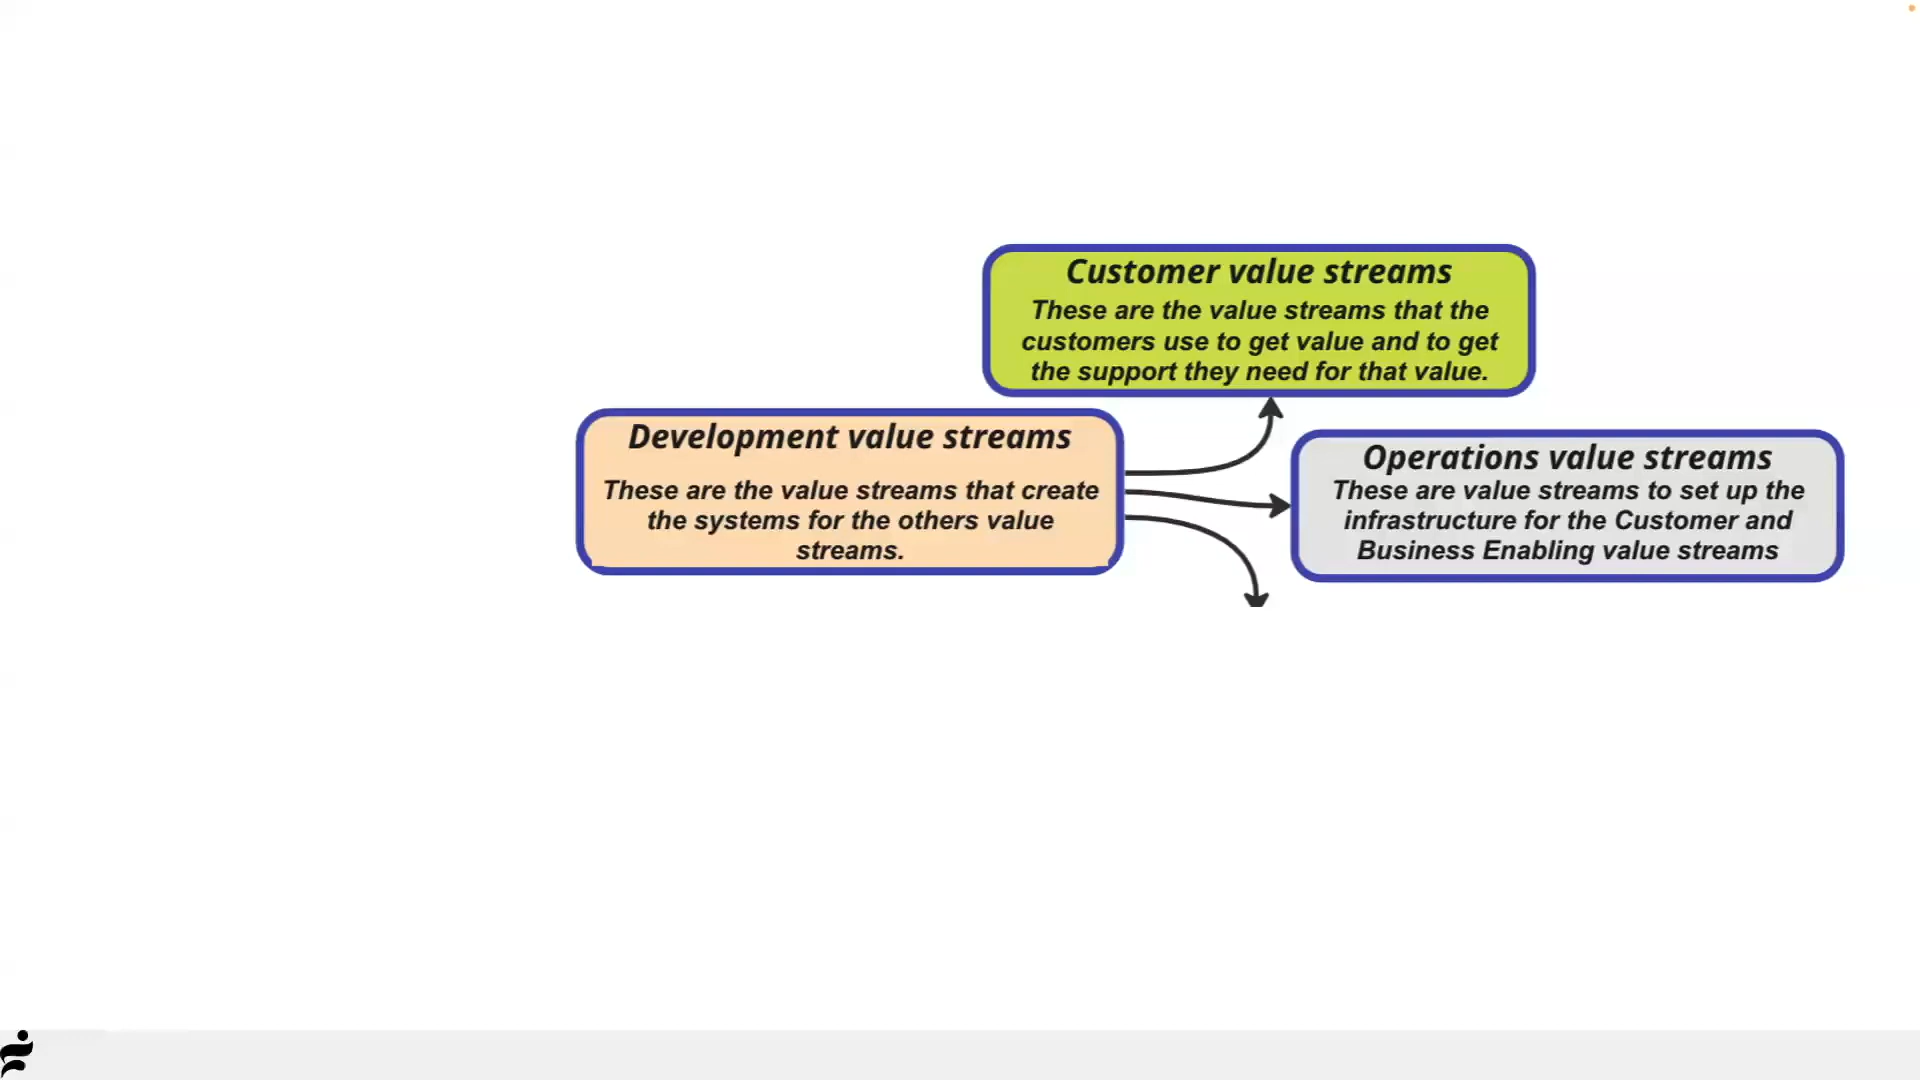 Customer value streams
These are the value streams that the
customers use to get value and to get
the support they need for that value.
Development value streams
These are the value streams that create
the systems for the others value
streams.
Operations value streams
These are value streams to set up the
infrastructure for the Customer and
Business Enabling value streams